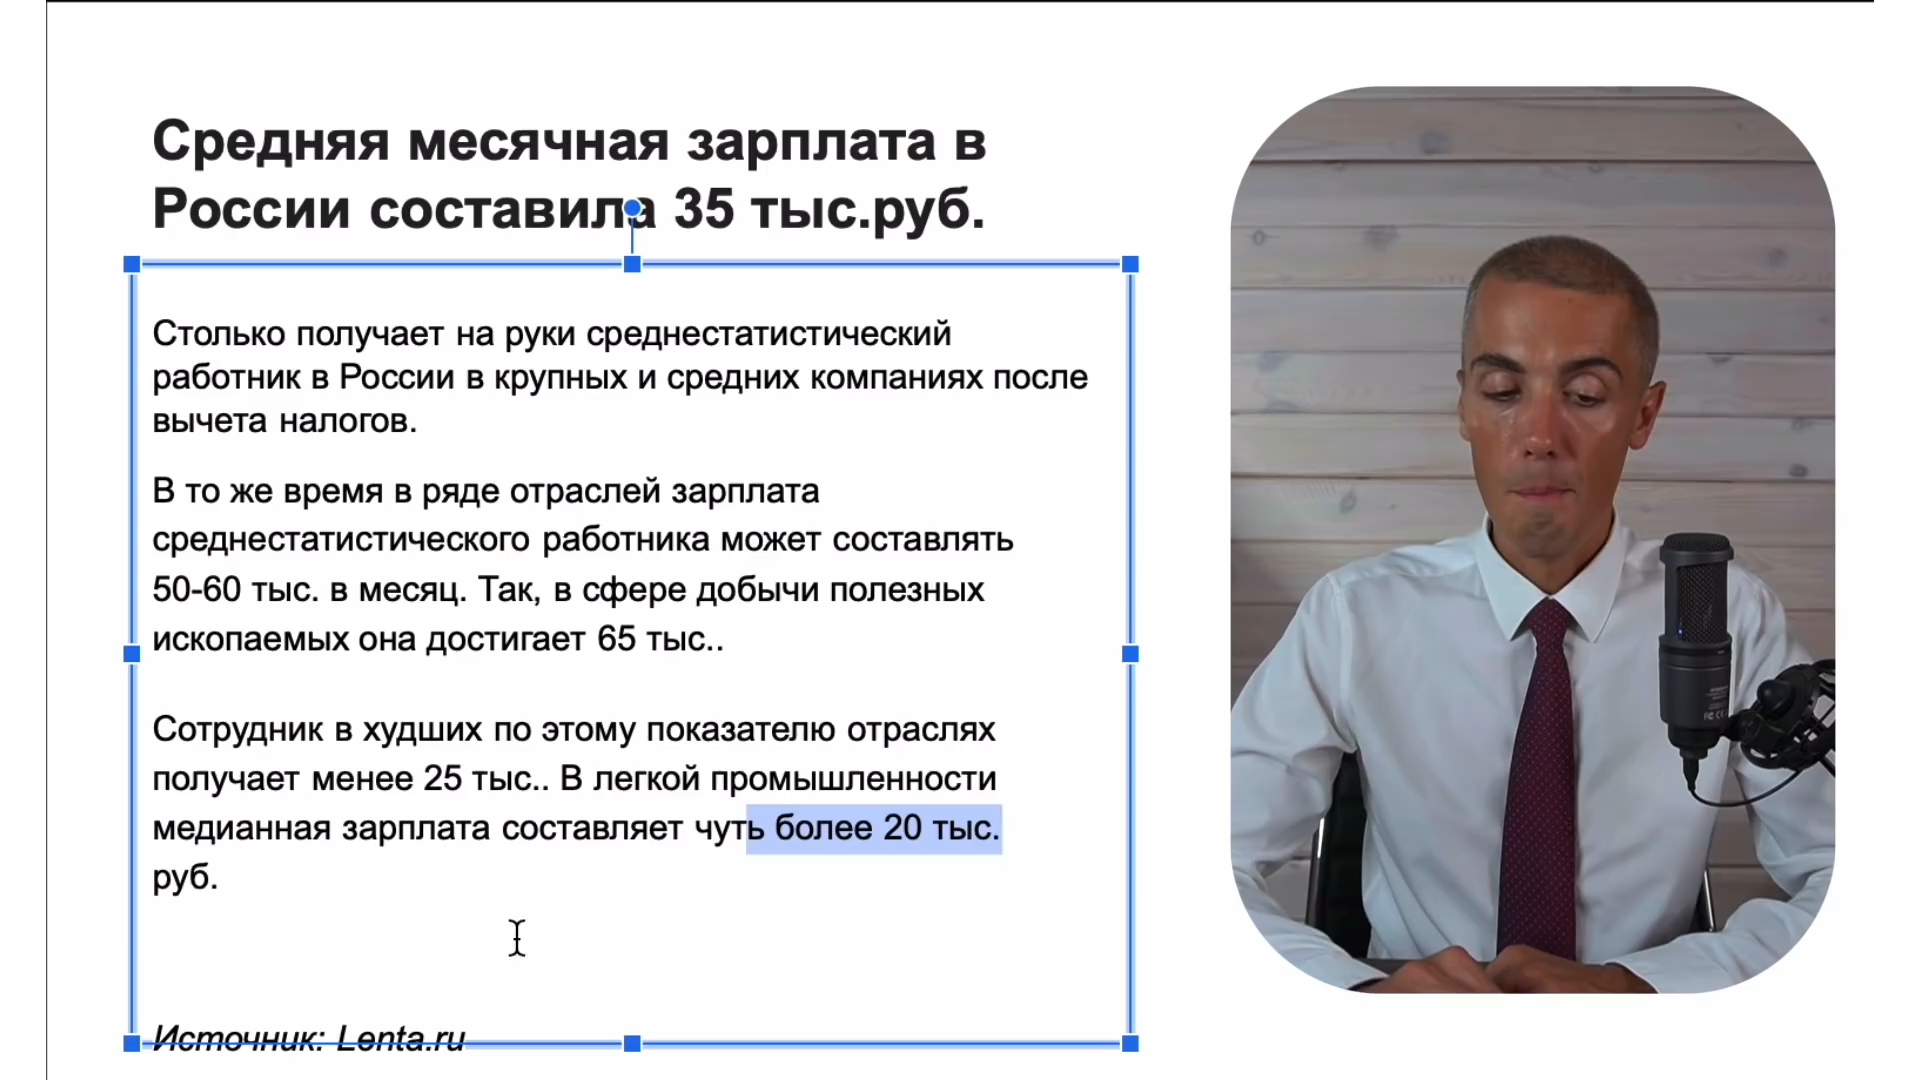 Средняя месячная зарплата в
России составила 35 тыс.руб.
Столько получает на руки среднестатистический
работник в России в крупных и средних компаниях после
вычета налогов.
В то же время в ряде отраслей зарплата
среднестатистического работника может составлять
50-60 тыс. в месяц. Так, в сфере добычи полезных
ископаемых она достигает 65 тыс..
Сотрудник в худших по этому показателю отраслях
получает менее 25 тыс.. В легкой промышленности
медианная зарплата составляет чуть более 20 тыс.
руб.
Источник: Lenta.ru